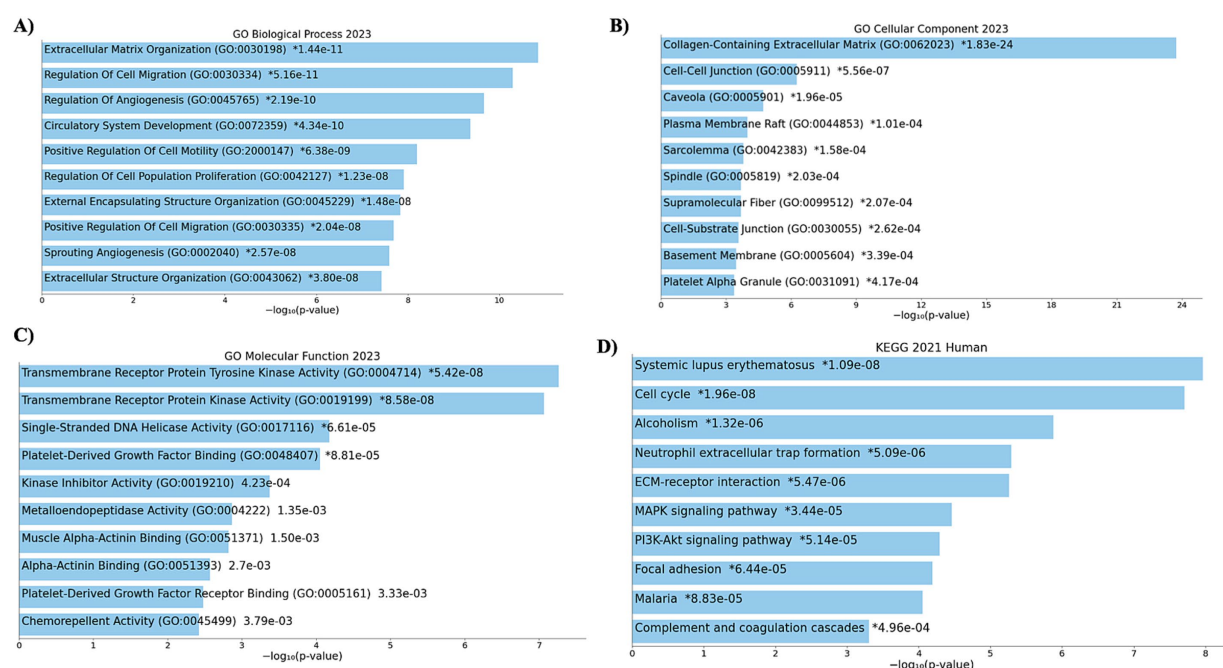 A)
GO Biological Process 2023
Extracellular Matrix Organization (GO:0030198) *1.44e-11
Regulation Of Cell Migration (GO:0030334) *5.16e-11
Regulation Of Angiogenesis (GO:0045765) *2.19e-10
Circulatory System Development (GO:0072359) *4.34e-10
Positive Regulation Of Cell Motility (GO:2000147) *6.38e-09
Regulation Of Cell Population Proliferation (GO:0042127) *1.23e-08
External Encapsulating Structure Organization (GO:0045229) *1.48e-08
Positive Regulation Of Cell Migration (GO:0030335) *2.04e-08
Sprouting Angiogenesis (GO:0002040) *2.57e-08
Extracellular Structure Organization (GO:0043062) *3.80e-08
0 2 4 6 8 10
−log₁₀(p-value)
B)
GO Cellular Component 2023
Collagen-Containing Extracellular Matrix (GO:0062023) *1.83e-24
Cell-Cell Junction (GO:0005911) *5.56e-07
Caveola (GO:0005901) *1.96e-05
Plasma Membrane Raft (GO:0044853) *1.01e-04
Sarcolemma (GO:0042383) *1.58e-04
Spindle (GO:0005819) *2.03e-04
Supramolecular Fiber (GO:0099512) *2.07e-04
Cell-Substrate Junction (GO:0030055) *2.62e-04
Basement Membrane (GO:0005604) *3.39e-04
Platelet Alpha Granule (GO:0031091) *4.17e-04
0 3 6 9 12 15 18 21 24
−log₁₀(p-value)
C)
GO Molecular Function 2023
Transmembrane Receptor Protein Tyrosine Kinase Activity (GO:0004714) *5.42e-08
Transmembrane Receptor Protein Kinase Activity (GO:0019199) *8.58e-08
Single-Stranded DNA Helicase Activity (GO:0017116) *6.61e-05
Platelet-Derived Growth Factor Binding (GO:0048407) *8.81e-05
Kinase Inhibitor Activity (GO:0019210) 4.23e-04
Metalloendopeptidase Activity (GO:0004222) 1.35e-03
Muscle Alpha-Actinin Binding (GO:0051371) 1.50e-03
Alpha-Actinin Binding (GO:0051393) 2.7e-03
Platelet-Derived Growth Factor Receptor Binding (GO:0005161) 3.33e-03
Chemorepellent Activity (GO:0045499) 3.79e-03
0 1 2 3 4 5 6 7
−log₁₀(p-value)
D)
KEGG 2021 Human
Systemic lupus erythematosus *1.09e-08
Cell cycle *1.96e-08
Alcoholism *1.32e-06
Neutrophil extracellular trap formation *5.09e-06
ECM-receptor interaction *5.47e-06
MAPK signaling pathway *3.44e-05
PI3K-Akt signaling pathway *5.14e-05
Focal adhesion *6.44e-05
Malaria *8.83e-05
Complement and coagulation cascades *4.96e-04
0 1 2 3 4 5 6 7 8
−log₁₀(p-value)